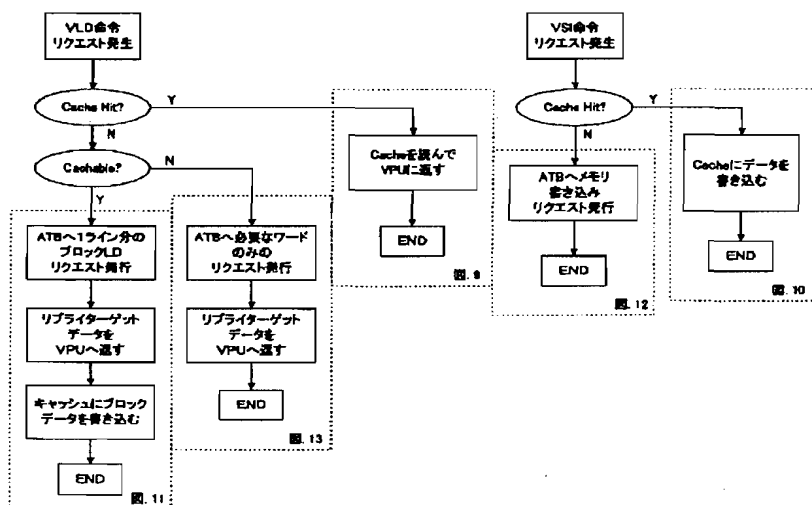 VLD命令
リクエスト発生
Cache Hit?
Y
N
Cachable?
N
Y
ATBへ1ライン分の
ブロックLD
リクエスト発行
リプライターゲット
データを
VPUへ返す
キャッシュにブロック
データを書き込む
END
図.11
ATBへ必要なワード
のみの
リクエスト発行
リプライターゲット
データを
VPUへ返す
END
図.13
Cacheを読んで
VPUに返す
END
図.9
VSI命令
リクエスト発生
Cache Hit?
Y
N
ATBへメモリ
書き込み
リクエスト発行
END
図.12
Cacheにデータを
書き込む
END
図.10